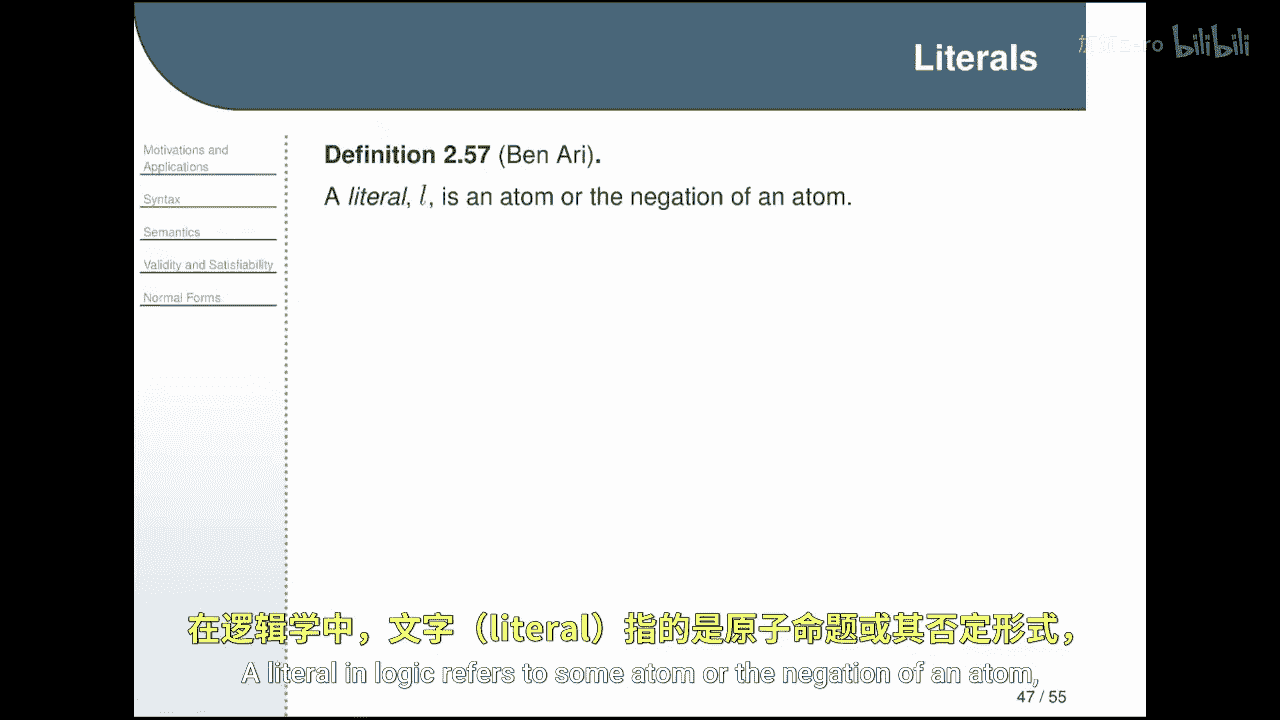 Literals
bilibili
Motivations and
Applications
Syntax
Semantics
Validity and Satisfiability
Normal Forms
Definition 2.57 (Ben Ari).
A literal, l, is an atom or the negation of an atom.
在逻辑学中，文字（literal）指的是原子命题或其否定形式，
A literal in logic refers to some atom or the negation of an atom,
47 / 55